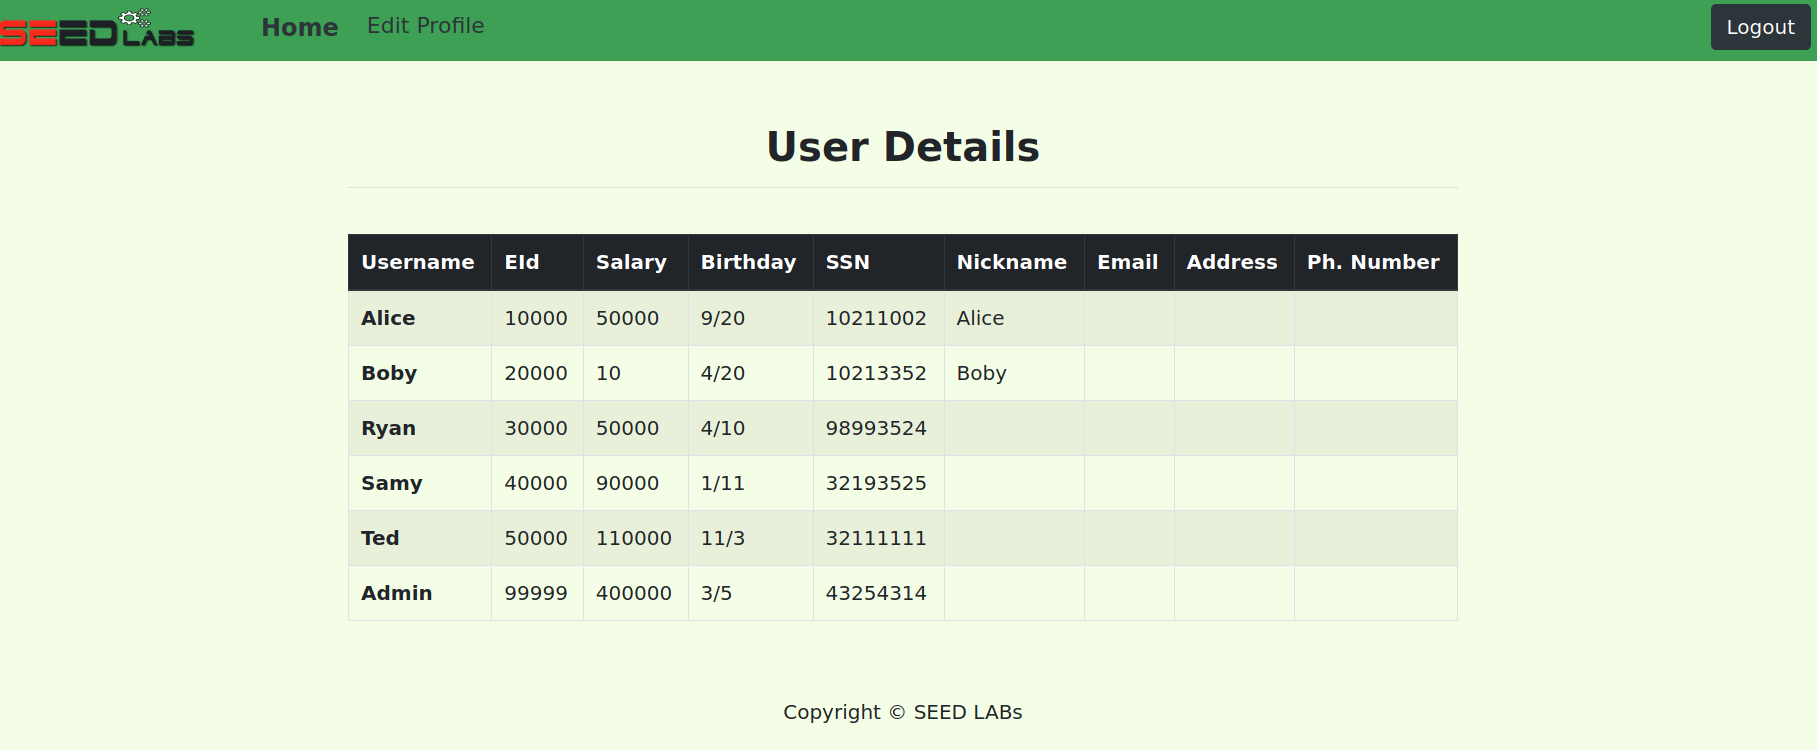 SEED LABS Home Edit Profile Logout
User Details
Username EId Salary Birthday SSN Nickname Email Address Ph. Number
Alice 10000 50000 9/20 10211002 Alice
Boby 20000 10 4/20 10213352 Boby
Ryan 30000 50000 4/10 98993524
Samy 40000 90000 1/11 32193525
Ted 50000 110000 11/3 32111111
Admin 99999 400000 3/5 43254314
Copyright © SEED LABs